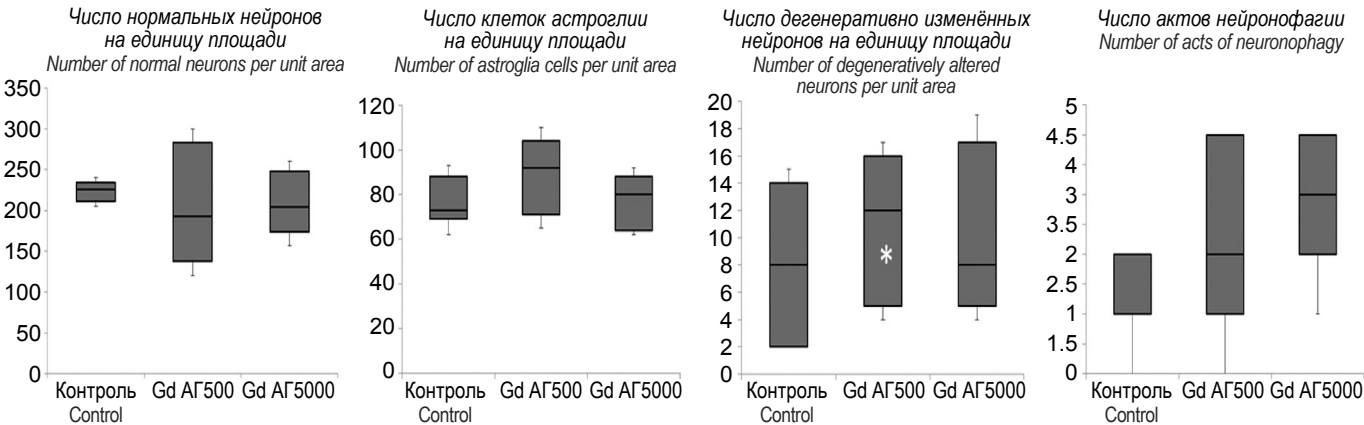 Число нормальных нейронов
на единицу площади
Number of normal neurons per unit area
350
300
250
200
150
100
50
0
Контроль Gd АГ500 Gd АГ5000
Control
Число клеток астроглии
на единицу площади
Number of astroglia cells per unit area
120
100
80
60
40
20
0
Контроль Gd АГ500 Gd АГ5000
Control
Число дегенеративно изменённых
нейронов на единицу площади
Number of degeneratively altered
neurons per unit area
20
18
16
14
12
10
8
6
4
2
0
*
Контроль Gd АГ500 Gd АГ5000
Control
Число актов нейронофагии
Number of acts of neuronophagy
5
4.5
4
3.5
3
3.5
2
2.5
1
1.5
0
Контроль Gd АГ500 Gd АГ5000
Control